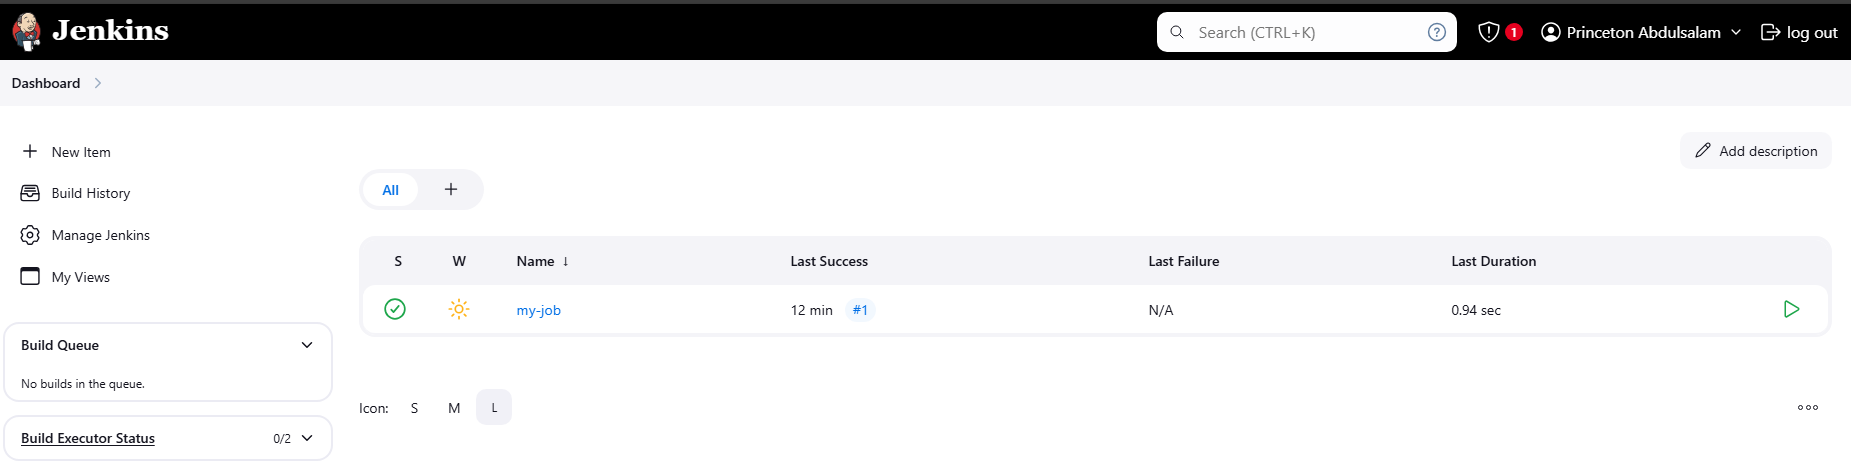 Jenkins
Search (CTRL+K)
?
1
Princeton Abdulsalam
log out
Dashboard
New Item
Build History
Manage Jenkins
My Views
Add description
All +
S W Name ↓ Last Success Last Failure Last Duration
my-job 12 min #1 N/A 0.94 sec
Build Queue
No builds in the queue.
Build Executor Status 0/2
Icon: S M L